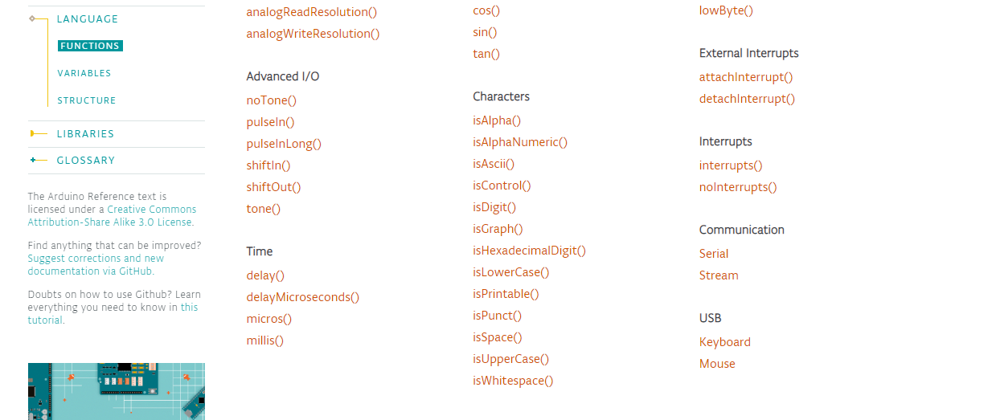 LANGUAGE
FUNCTIONS
VARIABLES
STRUCTURE
LIBRARIES
GLOSSARY
The Arduino Reference text is
licensed under a Creative Commons
Attribution-Share Alike 3.0 License.
Find anything that can be improved?
Suggest corrections and new
documentation via GitHub.
Doubts on how to use Github? Learn
everything you need to know in this
tutorial.
analogReadResolution()
analogWriteResolution()
Advanced I/O
noTone()
pulseIn()
pulseInLong()
shiftIn()
shiftOut()
tone()
Time
delay()
delayMicroseconds()
micros()
millis()
cos()
sin()
tan()
Characters
isAlpha()
isAlphaNumeric()
isAscii()
isControl()
isDigit()
isGraph()
isHexadecimalDigit()
isLowerCase()
isPrintable()
isPunct()
isSpace()
isUpperCase()
isWhitespace()
lowByte()
External Interrupts
attachInterrupt()
detachInterrupt()
Interrupts
interrupts()
noInterrupts()
Communication
Serial
Stream
USB
Keyboard
Mouse